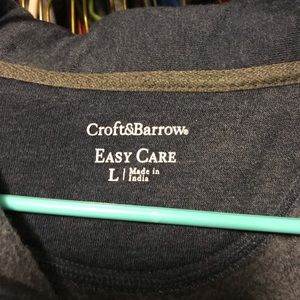 Croft&Barrow®
EASY CARE
L | Made in
India